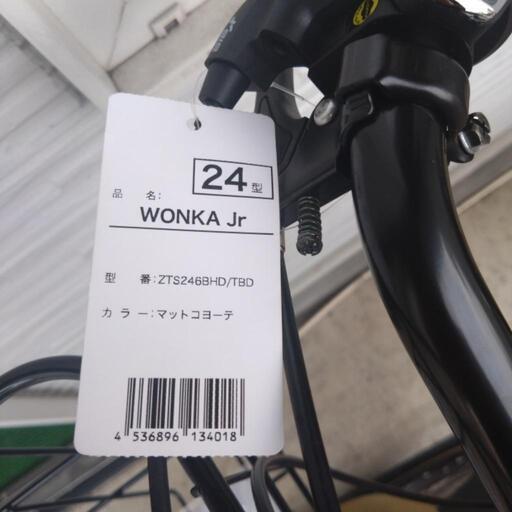 24型
品 名:
WONKA Jr
型 番:ZTS246BHD/TBD
カ ラ ー:マットコヨーテ
4 536896 134018